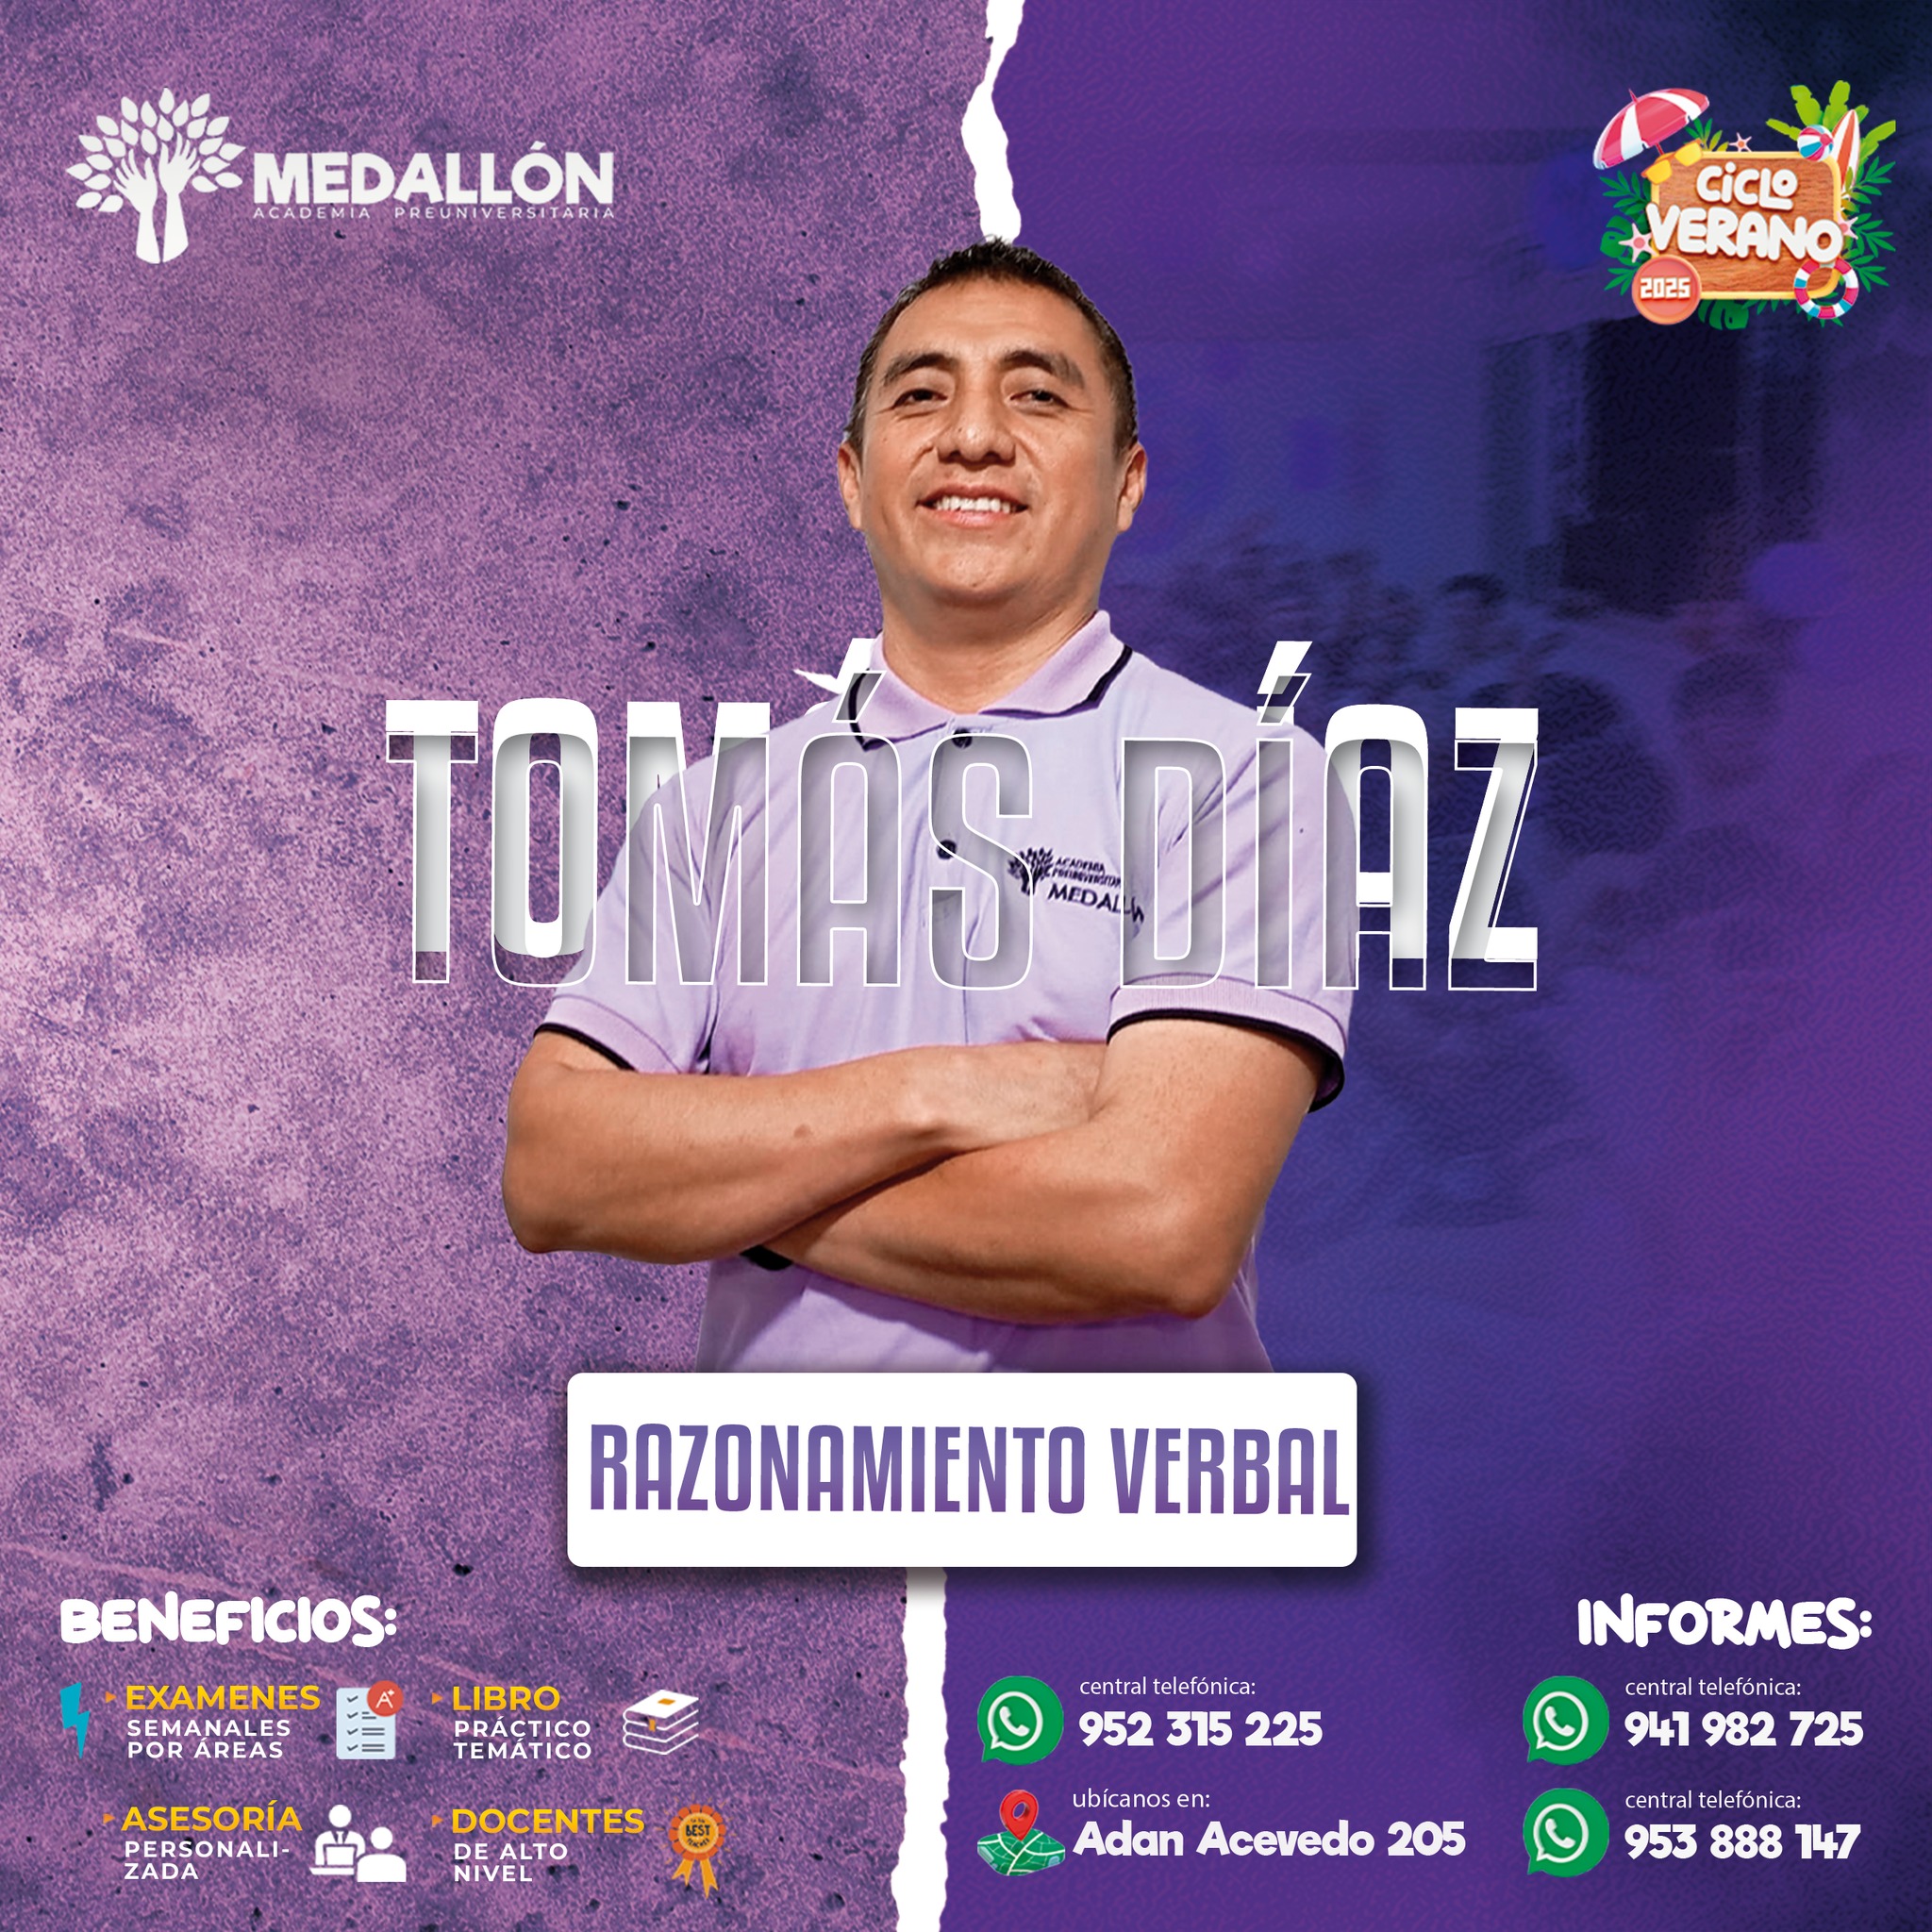 MEDALLÓN
ACADEMIA PREUNIVERSITARIA
CiCLO
VERANO
2025
TOMÁS DÍAZ
ACADEMIA
MEDALLÓN
RAZONAMIENTO VERBAL
BENEFICIOS:
EXAMENES
SEMANALES
POR ÁREAS
A+
LIBRO
PRÁCTICO
TEMÁTICO
ASESORÍA
PERSONALI-
ZADA
DOCENTES
DE ALTO
NIVEL
BEST
INFORMES:
central telefónica:
952 315 225
central telefónica:
941 982 725
ubícanos en:
Adan Acevedo 205
central telefónica:
953 888 147